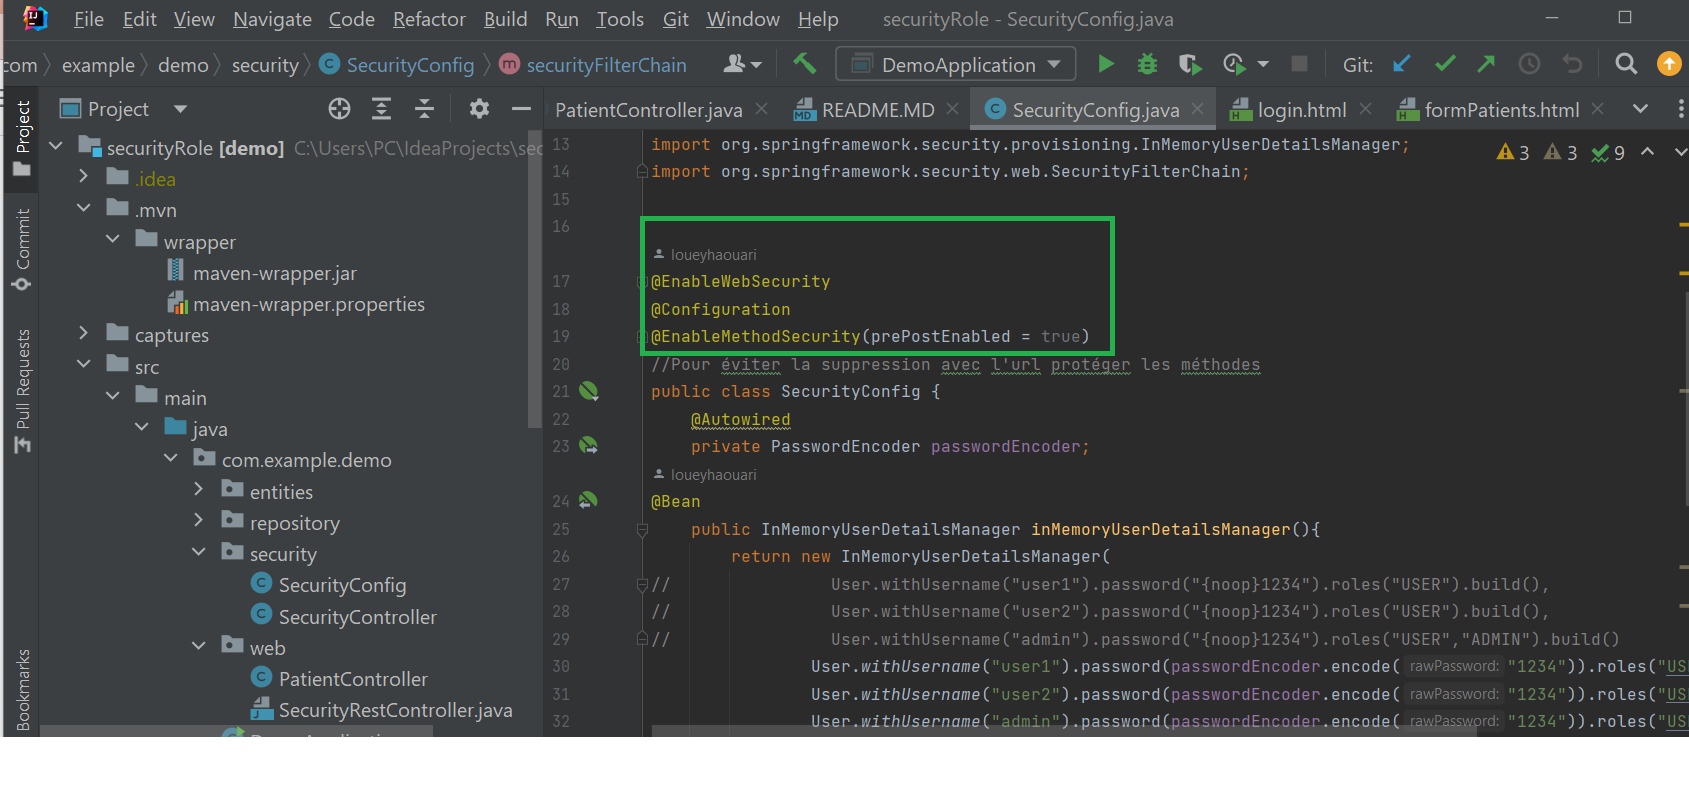 File Edit View Navigate Code Refactor Build Run Tools Git Window Help securityRole - SecurityConfig.java
com example demo security SecurityConfig securityFilterChain DemoApplication Git:
Project PatientController.java README.MD SecurityConfig.java login.html formPatients.html
Project
Commit
Pull Requests
Bookmarks
securityRole [demo] C:\Users\PC\IdeaProjects\sec
.idea
.mvn
wrapper
maven-wrapper.jar
maven-wrapper.properties
captures
src
main
java
com.example.demo
entities
repository
security
SecurityConfig
SecurityController
web
PatientController
SecurityRestController.java
3 3 9
13 import org.springframework.security.provisioning.InMemoryUserDetailsManager;
14 import org.springframework.security.web.SecurityFilterChain;
15
16
loueyhaouari
17 @EnableWebSecurity
18 @Configuration
19 @EnableMethodSecurity(prePostEnabled = true)
20 //Pour éviter la suppression avec l'url protéger les méthodes
21 public class SecurityConfig {
22 @Autowired
23 private PasswordEncoder passwordEncoder;
loueyhaouari
24 @Bean
25 public InMemoryUserDetailsManager inMemoryUserDetailsManager(){
26 return new InMemoryUserDetailsManager(
27 // User.withUsername("user1").password("{noop}1234").roles("USER").build(),
28 // User.withUsername("user2").password("{noop}1234").roles("USER").build(),
29 // User.withUsername("admin").password("{noop}1234").roles("USER","ADMIN").build()
30 User.withUsername("user1").password(passwordEncoder.encode( rawPassword: "1234")).roles("USE
31 User.withUsername("user2").password(passwordEncoder.encode( rawPassword: "1234")).roles("USE
32 User.withUsername("admin").password(passwordEncoder.encode( rawPassword: "1234")).roles("USE